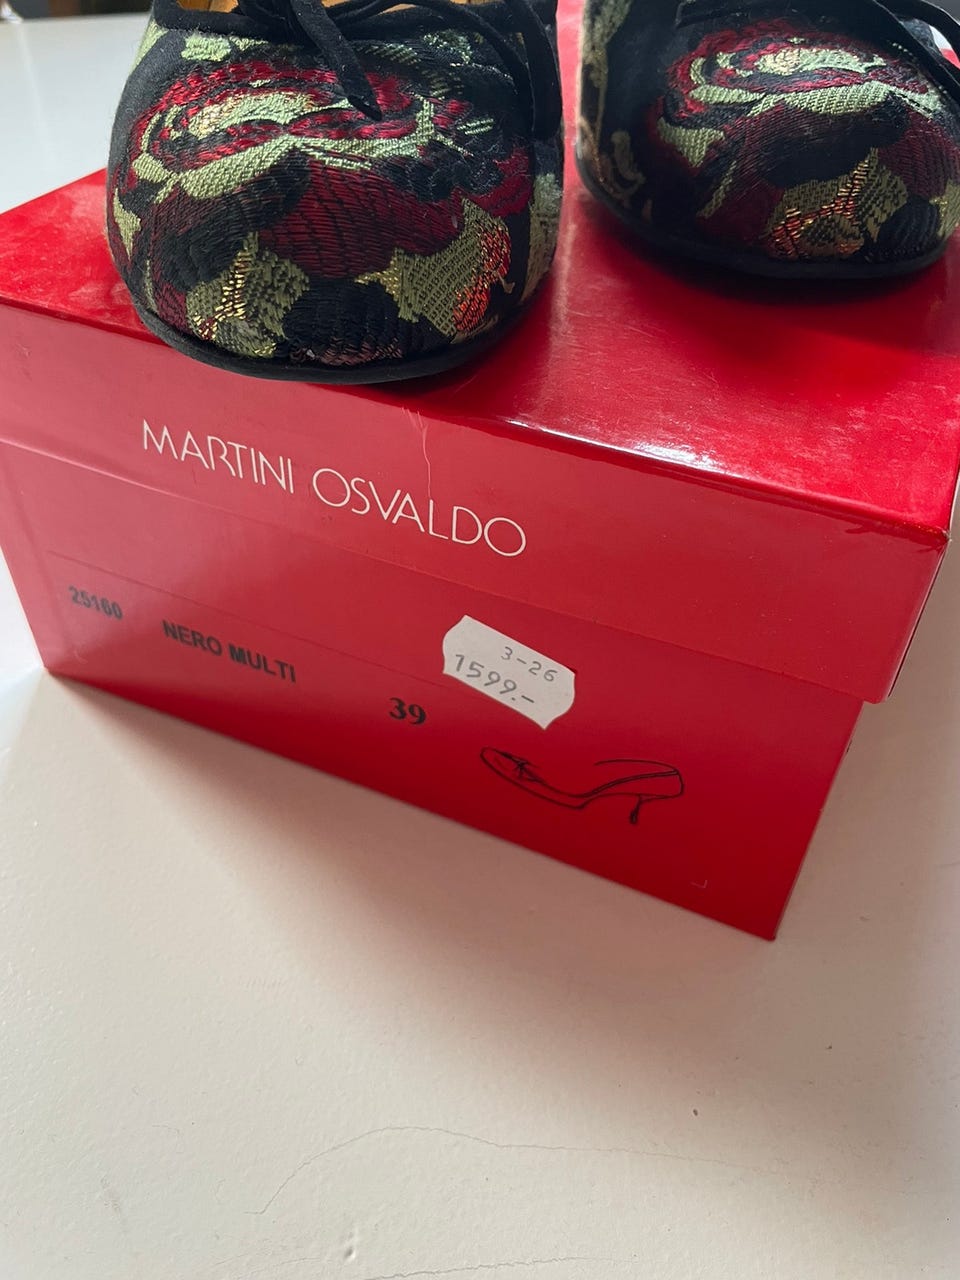 MARTINI OSVALDO
25160 NERO MULTI 39
3-26
1599.-